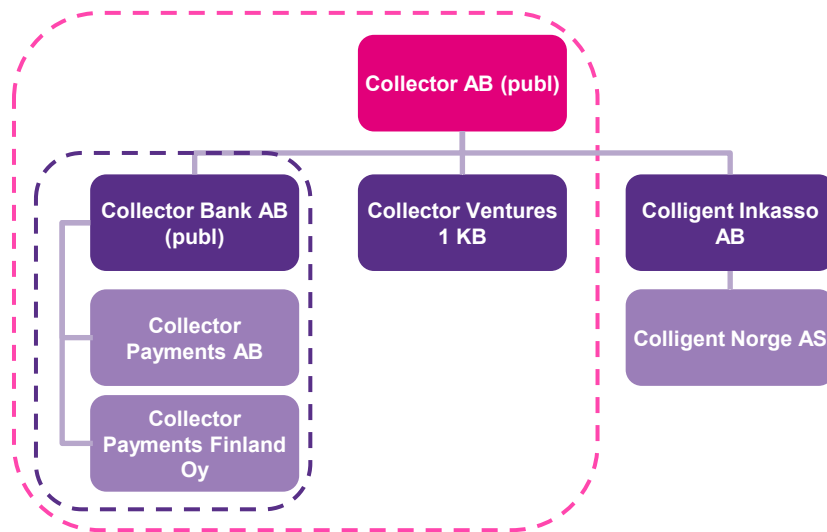 Collector AB (publ)
Collector Bank AB
(publ)
Collector Ventures
1 KB
Colligent Inkasso
AB
Collector
Payments AB
Colligent Norge AS
Collector
Payments Finland
Oy